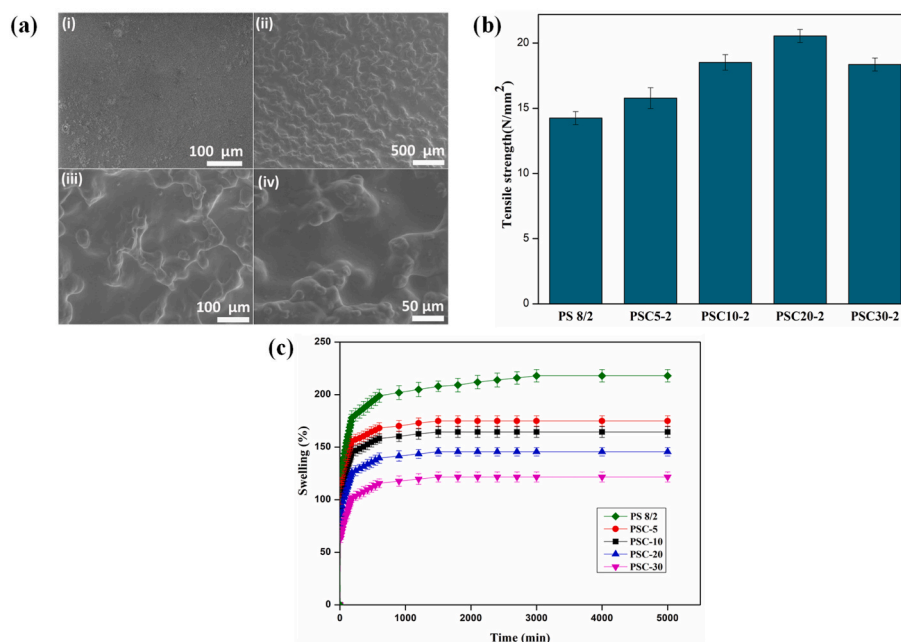 (a)
(i)
100 µm
(ii)
500 µm
(iii)
100 µm
(iv)
50 µm
(b)
Tensile strength(N/mm²)
20
15
10
5
0
PS 8/2 PSC5-2 PSC10-2 PSC20-2 PSC30-2
(c)
Swelling (%)
250
200
150
100
50
0
PS 8/2
PSC-5
PSC-10
PSC-20
PSC-30
0 1000 2000 3000 4000 5000
Time (min)